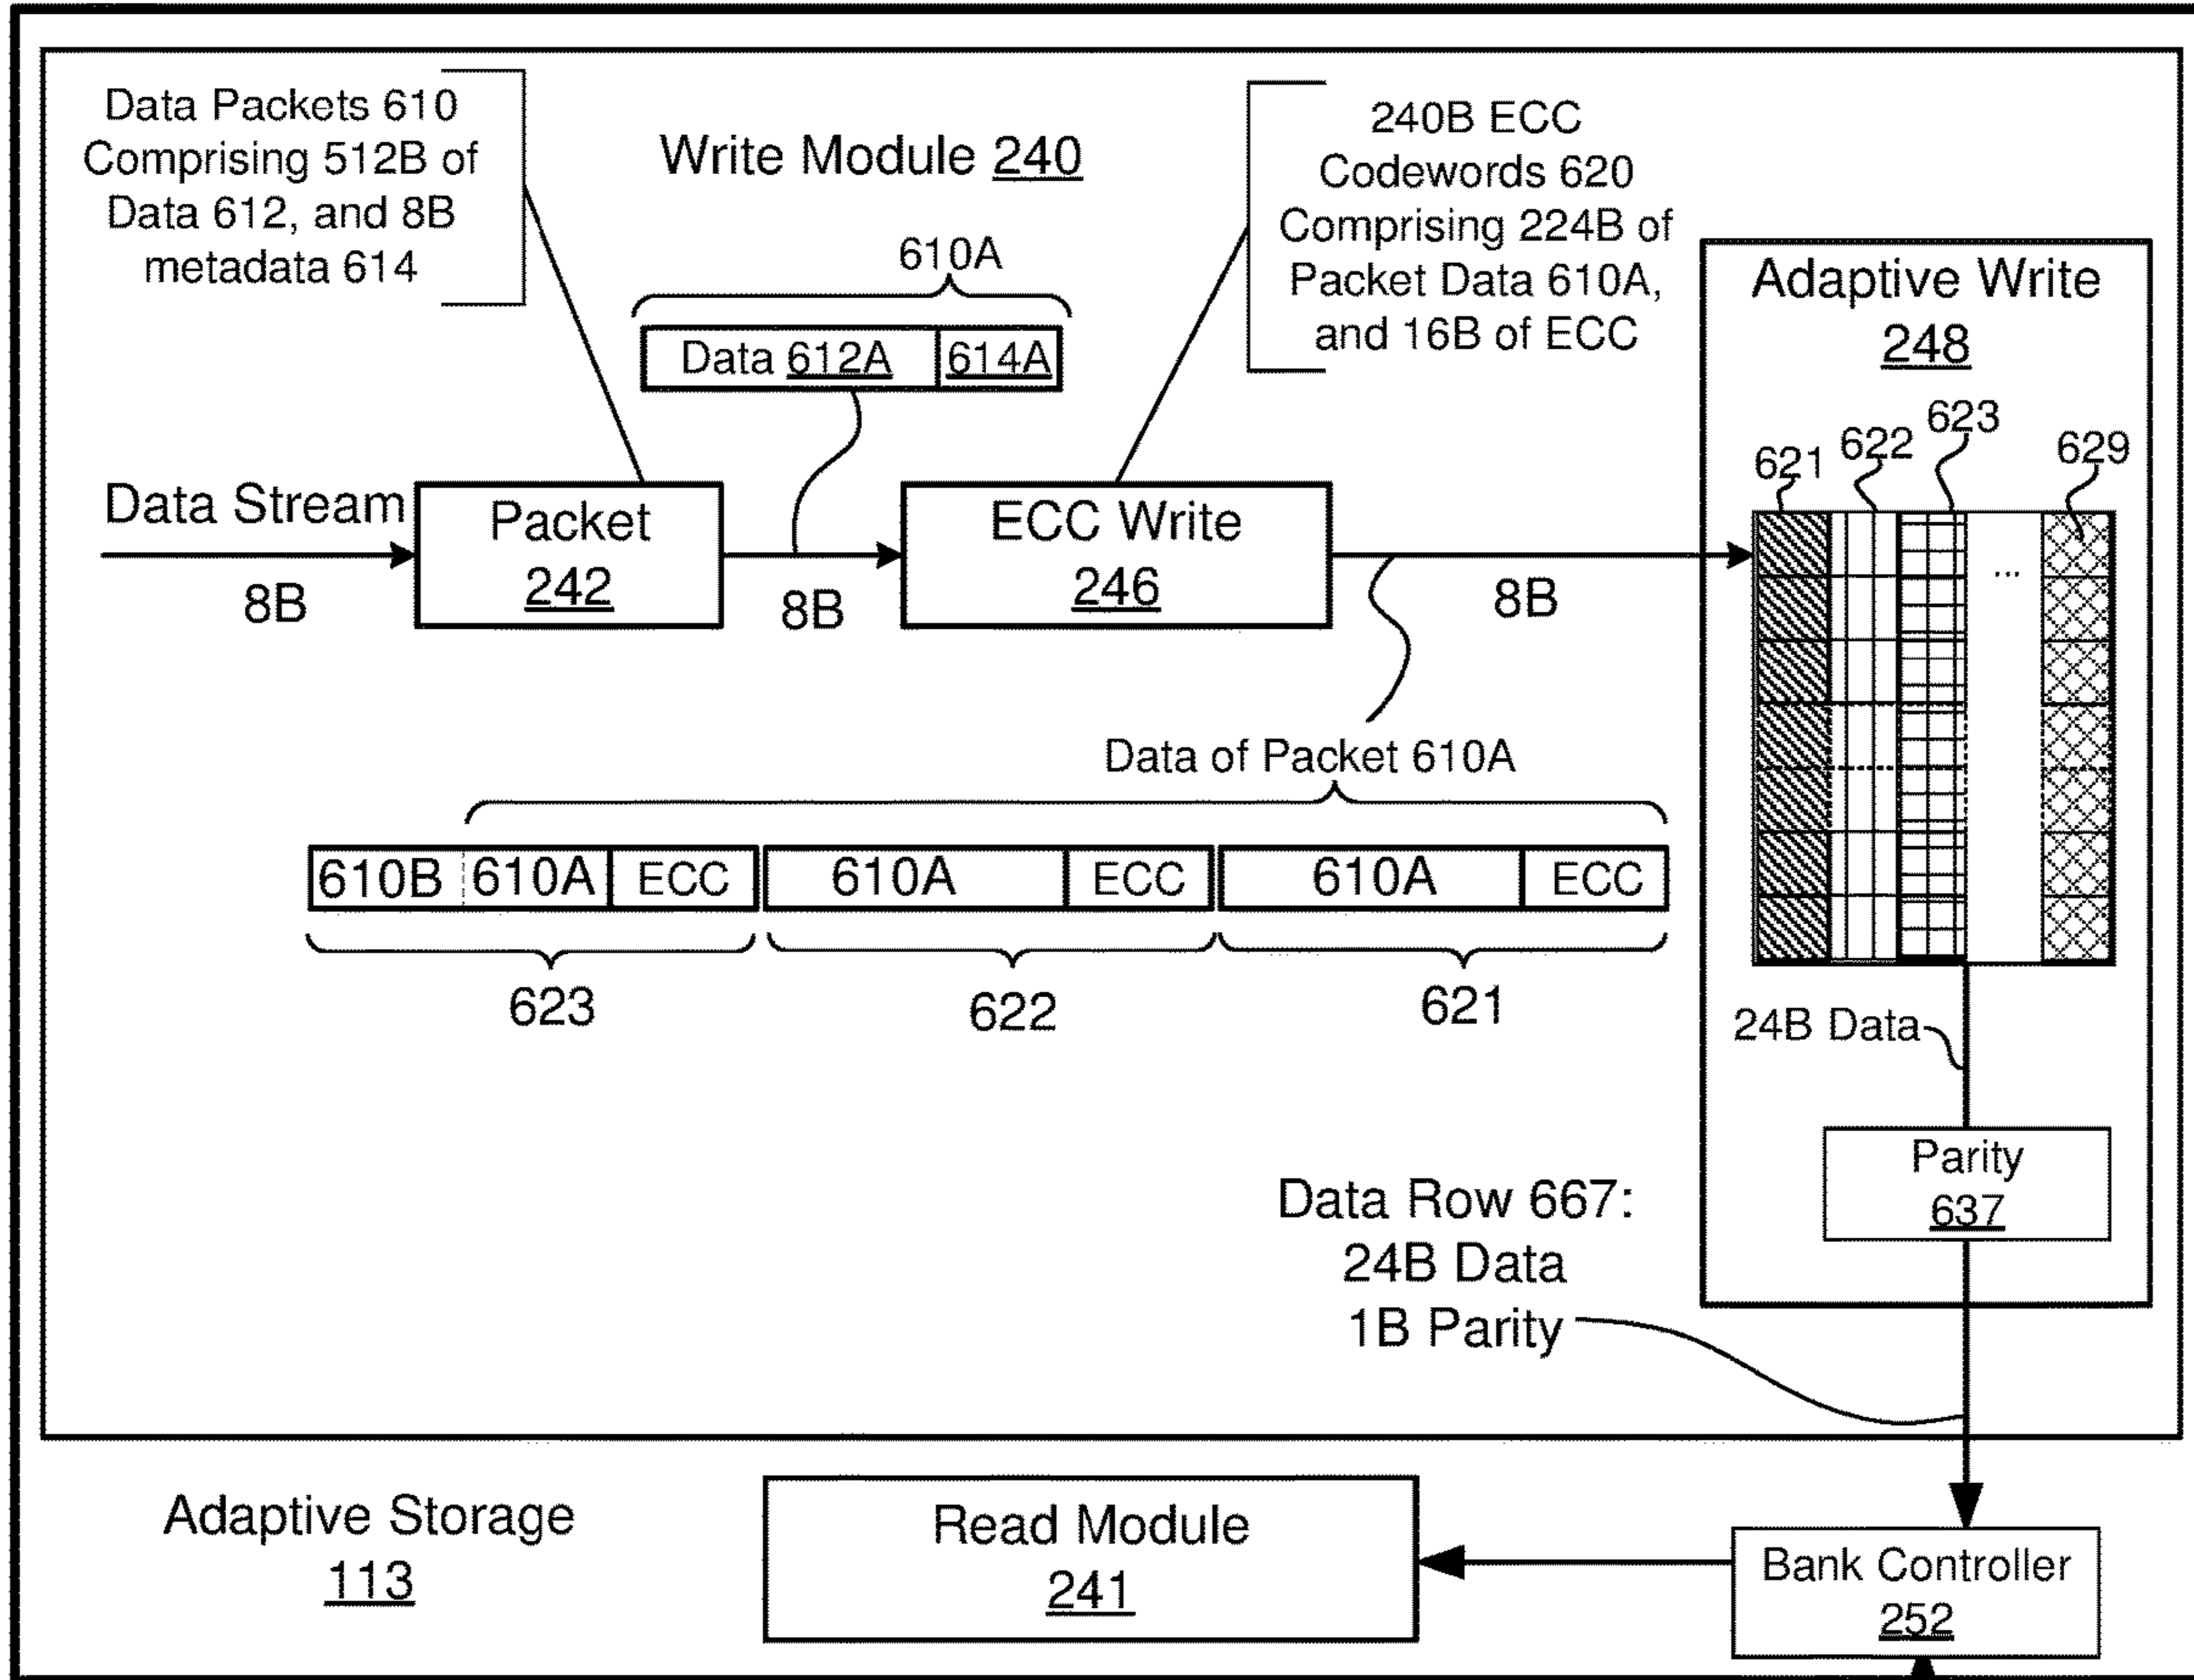 Data Packets 610
Comprising 512B of
Data 612, and 8B
metadata 614
Write Module 240
240B ECC
Codewords 620
Comprising 224B of
Packet Data 610A,
and 16B of ECC
610A
Data 612A 614A
Adaptive Write
248
621 622 623 629
...
Data Stream
8B
Packet
242
8B
ECC Write
246
8B
Data of Packet 610A
610B 610A ECC 610A ECC 610A ECC
623 622 621
24B Data
Parity
637
Data Row 667:
24B Data
1B Parity
Adaptive Storage
113
Read Module
241
Bank Controller
252